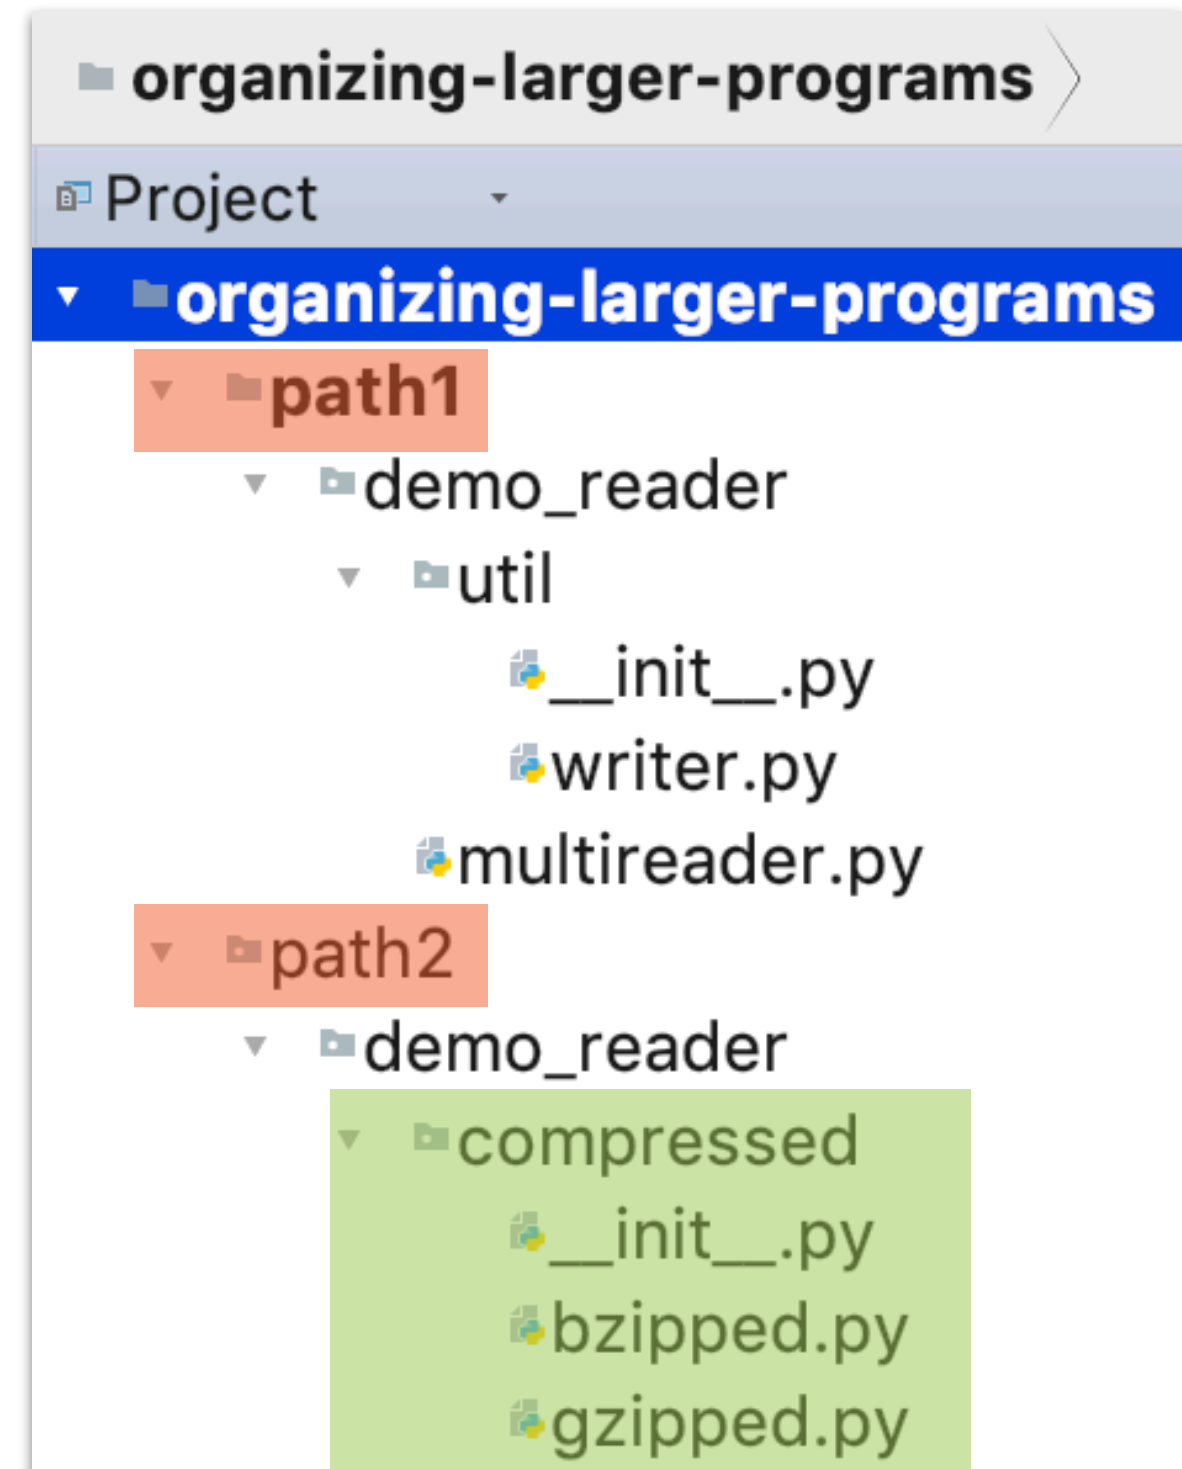 organizing-larger-programs
Project
organizing-larger-programs
path1
demo_reader
util
__init__.py
writer.py
multireader.py
path2
demo_reader
compressed
__init__.py
bzipped.py
gzipped.py